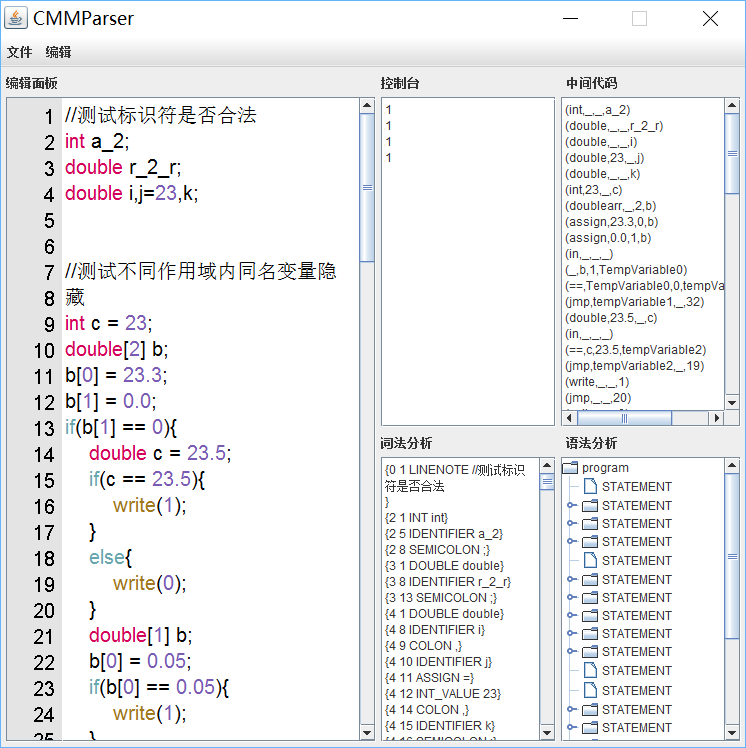 CMMParser
文件 编辑
编辑面板
1 //测试标识符是否合法
2 int a_2;
3 double r_2_r;
4 double i,j=23,k;
5
6
7 //测试不同作用域内同名变量隐
8 藏
9 int c = 23;
10 double[2] b;
11 b[0] = 23.3;
12 b[1] = 0.0;
13 if(b[1] == 0){
14 double c = 23.5;
15 if(c == 23.5){
16 write(1);
17 }
18 else{
19 write(0);
20 }
21 double[1] b;
22 b[0] = 0.05;
23 if(b[0] == 0.05){
24 write(1);
25 }
控制台
1
1
1
1
中间代码
(int,_,_,a_2)
(double,_,_,r_2_r)
(double,_,_,i)
(double,23,_,j)
(double,_,_,k)
(int,23,_,c)
(doublearr,_,2,b)
(assign,23.3,0,b)
(assign,0.0,1,b)
(in,_,_,_)
(_,b,1,TempVariable0)
(==,TempVariable0,0,tempVa
(jmp,tempVariable1,_,32)
(double,23.5,_,c)
(in,_,_,_)
(==,c,23.5,tempVariable2)
(jmp,tempVariable2,_,19)
(write,_,_,1)
(jmp,_,_,20)
词法分析
{0 1 LINENOTE //测试标识
符是否合法
}
{2 1 INT int}
{2 5 IDENTIFIER a_2}
{2 8 SEMICOLON ;}
{3 1 DOUBLE double}
{3 8 IDENTIFIER r_2_r}
{3 13 SEMICOLON ;}
{4 1 DOUBLE double}
{4 8 IDENTIFIER i}
{4 9 COLON ,}
{4 10 IDENTIFIER j}
{4 11 ASSIGN =}
{4 12 INT_VALUE 23}
{4 14 COLON ,}
{4 15 IDENTIFIER k}
{4 16 SEMICOLON ;}
语法分析
program
STATEMENT
STATEMENT
STATEMENT
STATEMENT
STATEMENT
STATEMENT
STATEMENT
STATEMENT
STATEMENT
STATEMENT
STATEMENT
STATEMENT
STATEMENT
STATEMENT